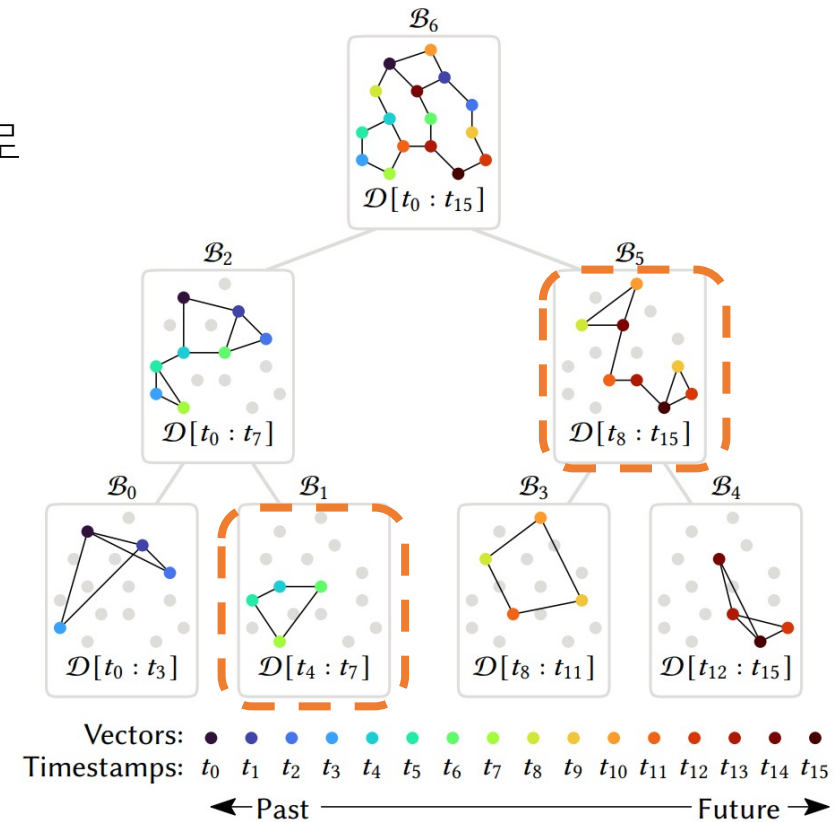 ℬ₆
𝒟[t₀ : t₁₅]
ℬ₂
ℬ₅
𝒟[t₀ : t₇]
𝒟[t₈ : t₁₅]
ℬ₀
ℬ₁
ℬ₃
ℬ₄
𝒟[t₀ : t₃]
𝒟[t₄ : t₇]
𝒟[t₈ : t₁₁]
𝒟[t₁₂ : t₁₅]
Vectors:
Timestamps: t₀ t₁ t₂ t₃ t₄ t₅ t₆ t₇ t₈ t₉ t₁₀ t₁₁ t₁₂ t₁₃ t₁₄ t₁₅
Past Future